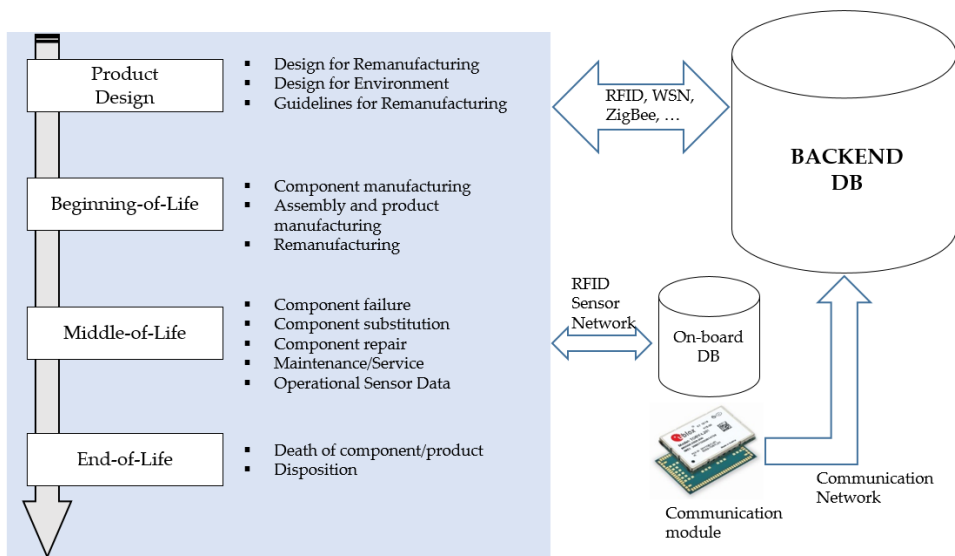 Product
Design
▪ Design for Remanufacturing
▪ Design for Environment
▪ Guidelines for Remanufacturing
Beginning-of-Life
▪ Component manufacturing
▪ Assembly and product
manufacturing
▪ Remanufacturing
Middle-of-Life
▪ Component failure
▪ Component substitution
▪ Component repair
▪ Maintenance/Service
▪ Operational Sensor Data
End-of-Life
▪ Death of component/product
▪ Disposition
RFID, WSN,
ZigBee, …
BACKEND
DB
RFID
Sensor
Network
On-board
DB
blox
Communication
module
Communication
Network